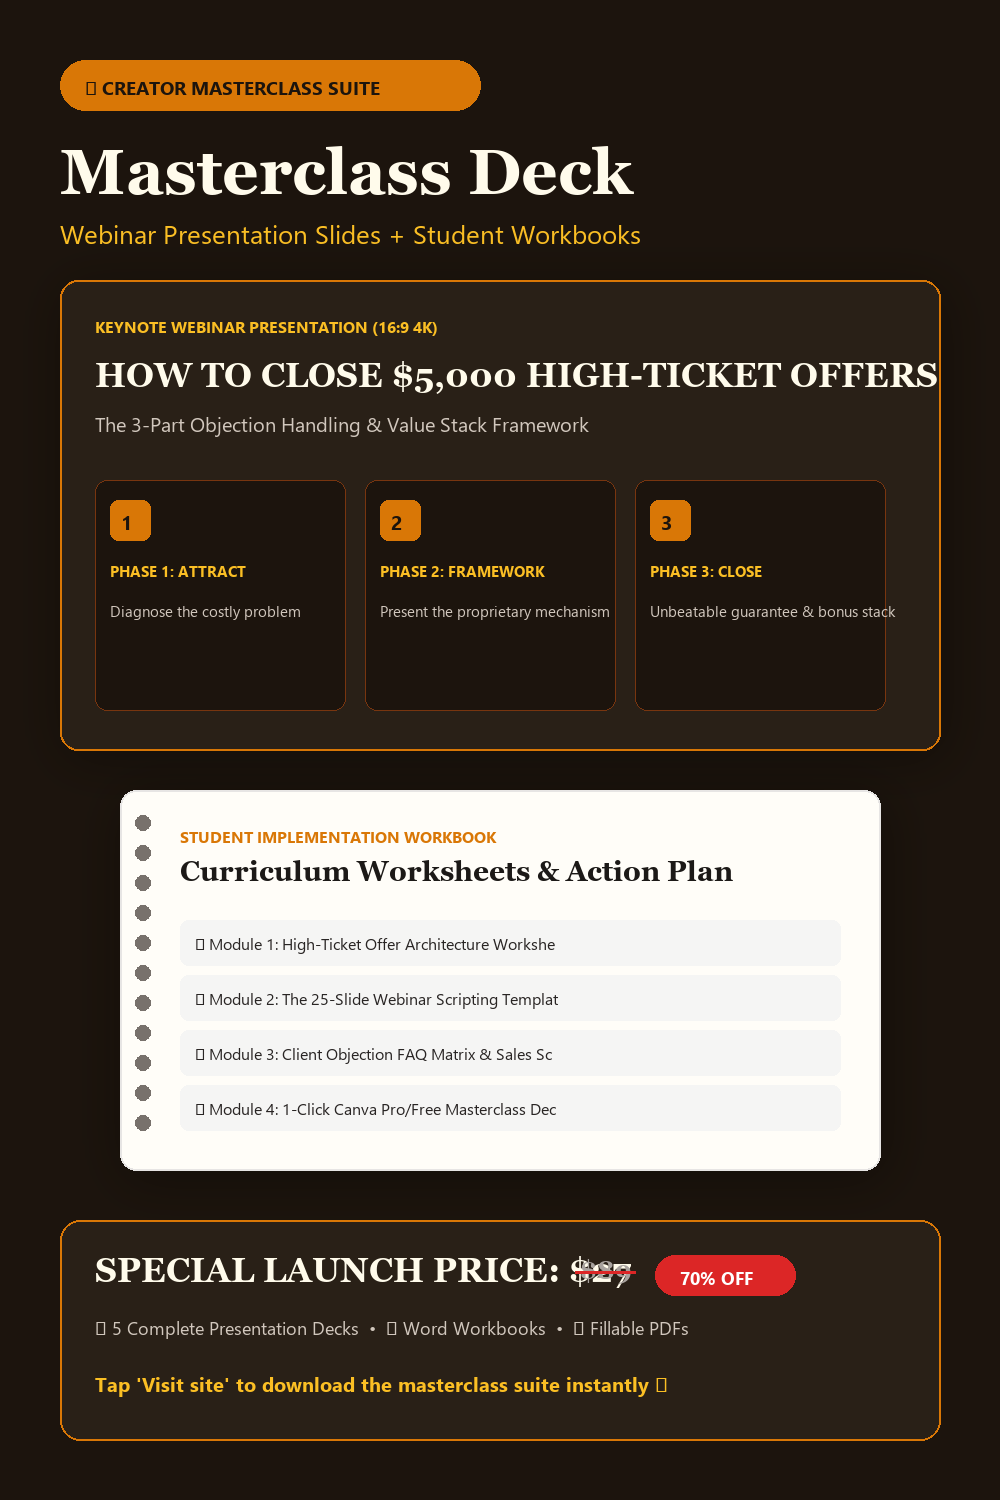 CREATOR MASTERCLASS SUITE
Masterclass Deck
Webinar Presentation Slides + Student Workbooks
KEYNOTE WEBINAR PRESENTATION (16:9 4K)
HOW TO CLOSE $5,000 HIGH-TICKET OFFERS
The 3-Part Objection Handling & Value Stack Framework
1
2
3
PHASE 1: ATTRACT
PHASE 2: FRAMEWORK
PHASE 3: CLOSE
Diagnose the costly problem
Present the proprietary mechanism
Unbeatable guarantee & bonus stack
STUDENT IMPLEMENTATION WORKBOOK
Curriculum Worksheets & Action Plan
Module 1: High-Ticket Offer Architecture Workshe
Module 2: The 25-Slide Webinar Scripting Templat
Module 3: Client Objection FAQ Matrix & Sales Sc
Module 4: 1-Click Canva Pro/Free Masterclass Dec
SPECIAL LAUNCH PRICE: $27 70% OFF
5 Complete Presentation Decks • Word Workbooks • Fillable PDFs
Tap 'Visit site' to download the masterclass suite instantly